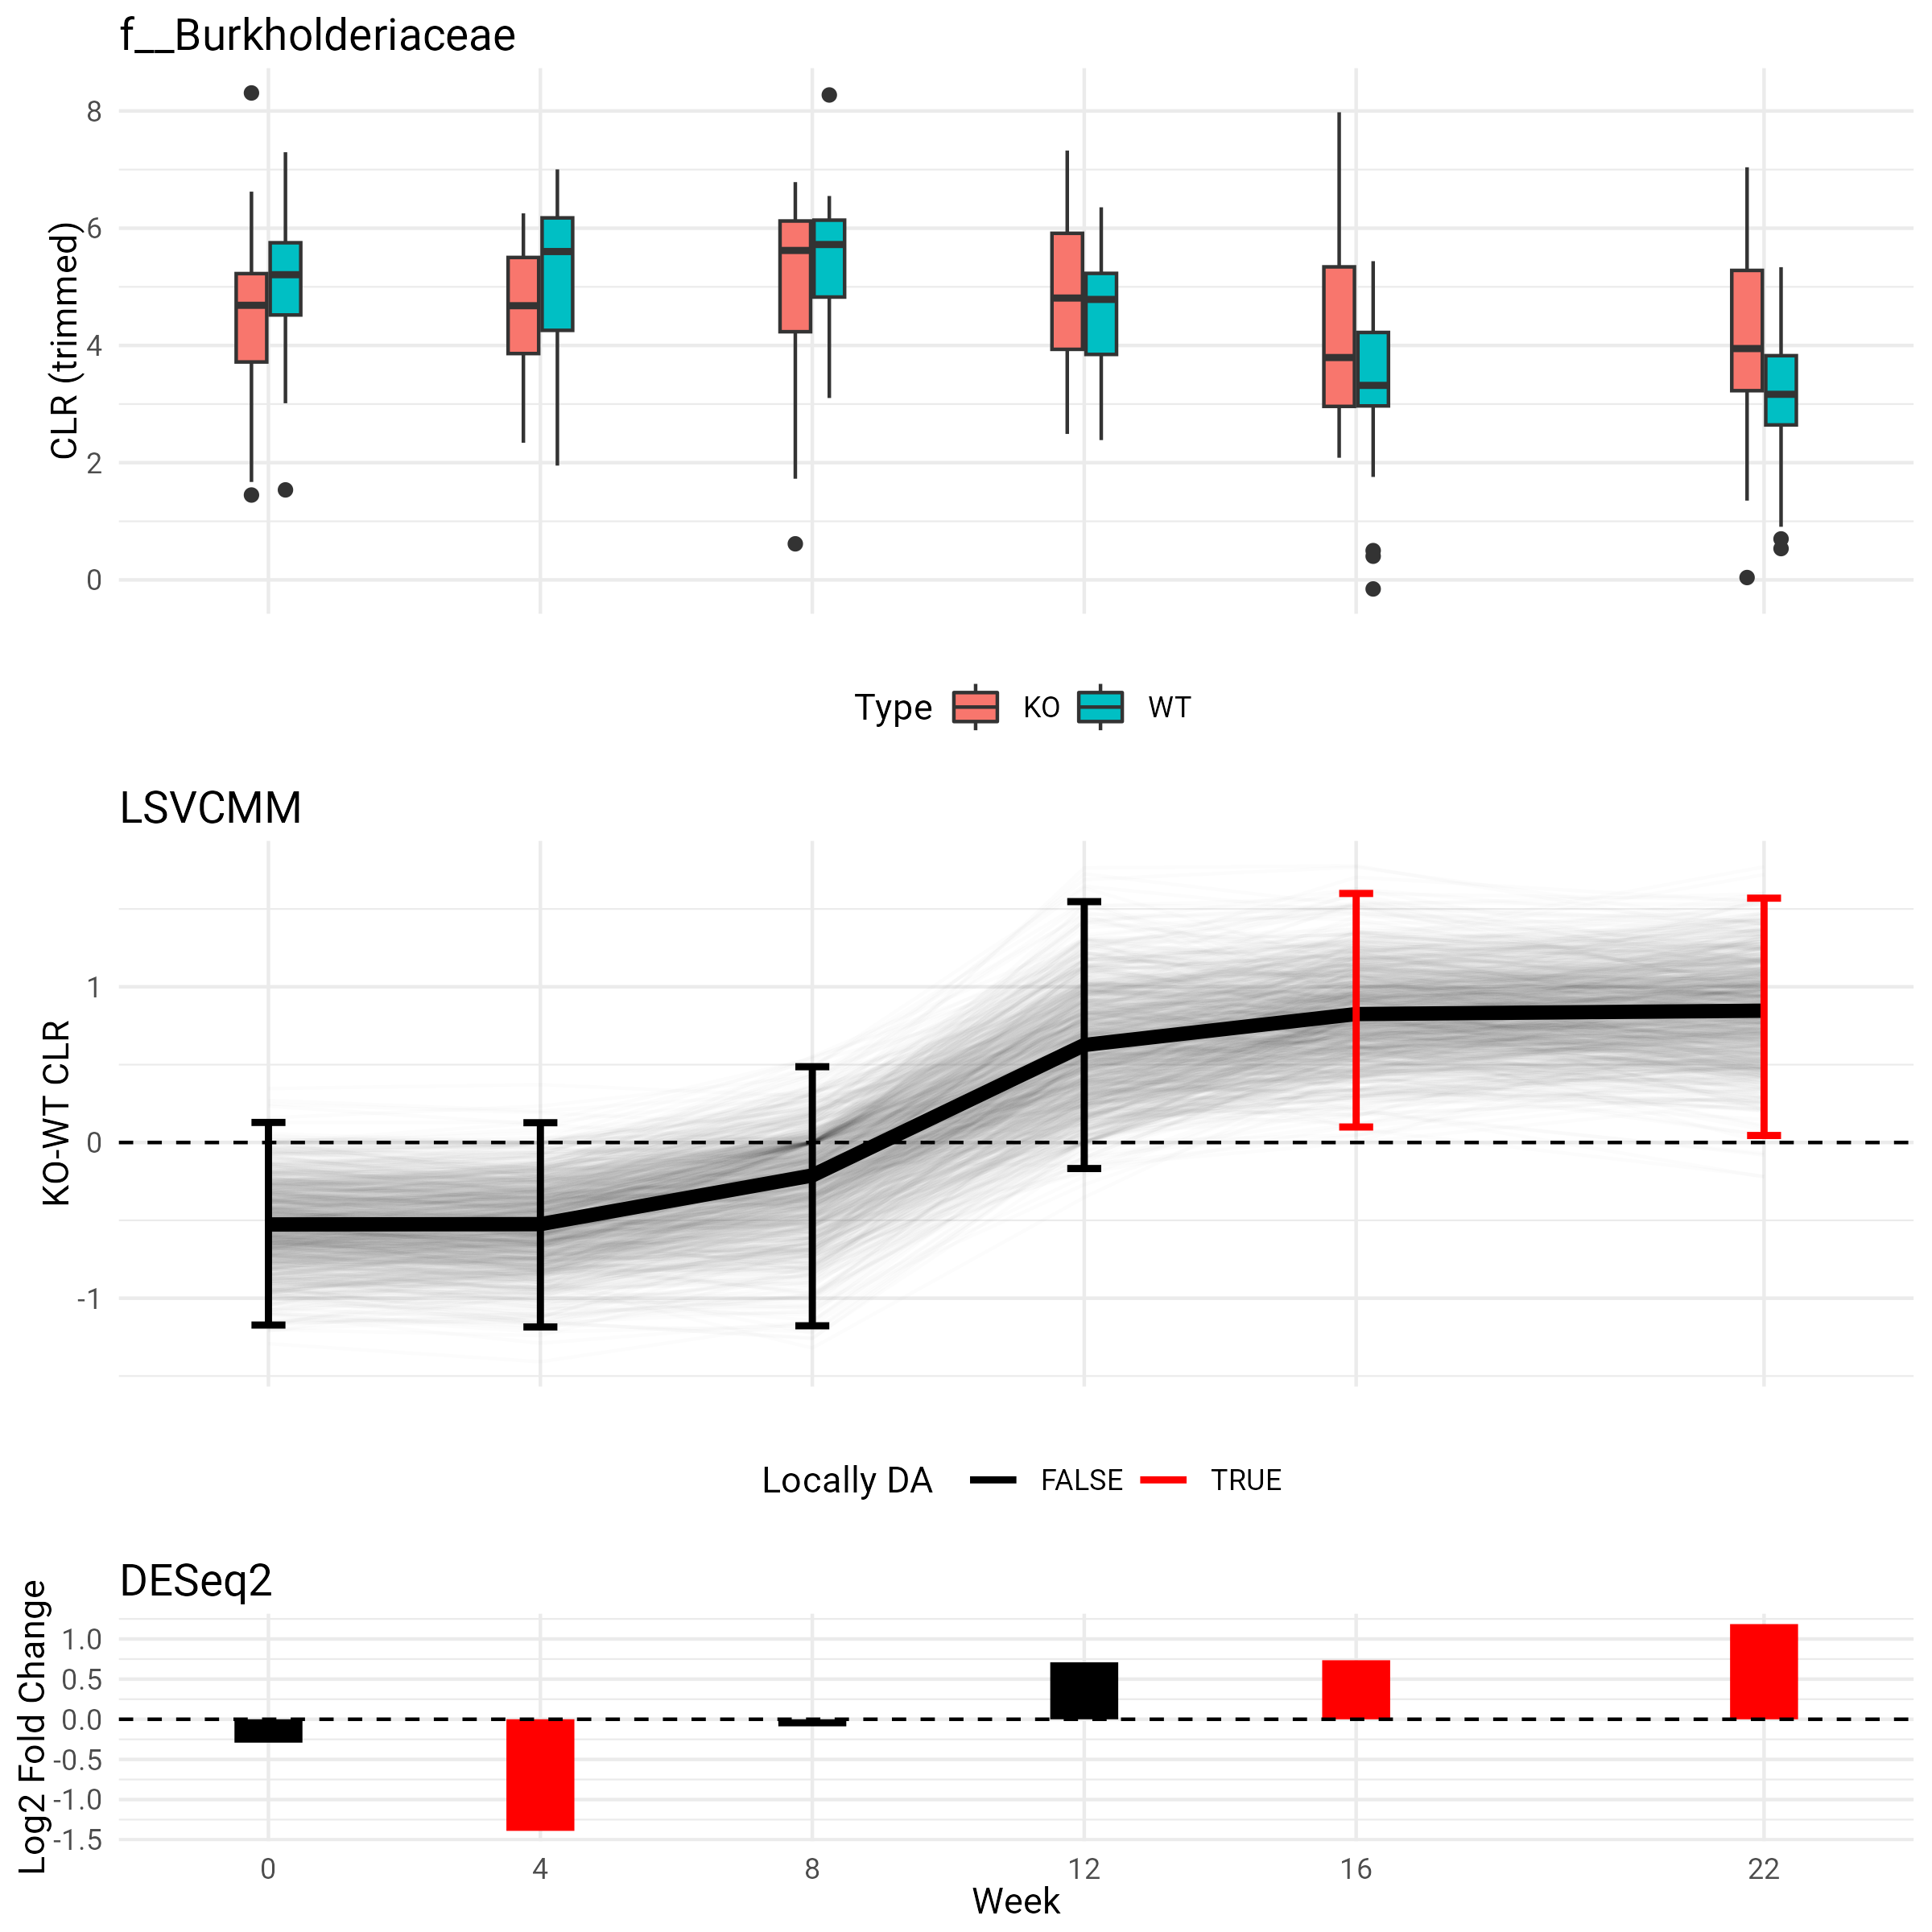 f__Burkholderiaceae
CLR (trimmed)
8
6
4
2
0
Type KO WT
LSVCMM
KO-WT CLR
1
0
-1
Locally DA FALSE TRUE
DESeq2
Log2 Fold Change
1.0
0.5
0.0
-0.5
-1.0
-1.5
0 4 8 12 16 22
Week